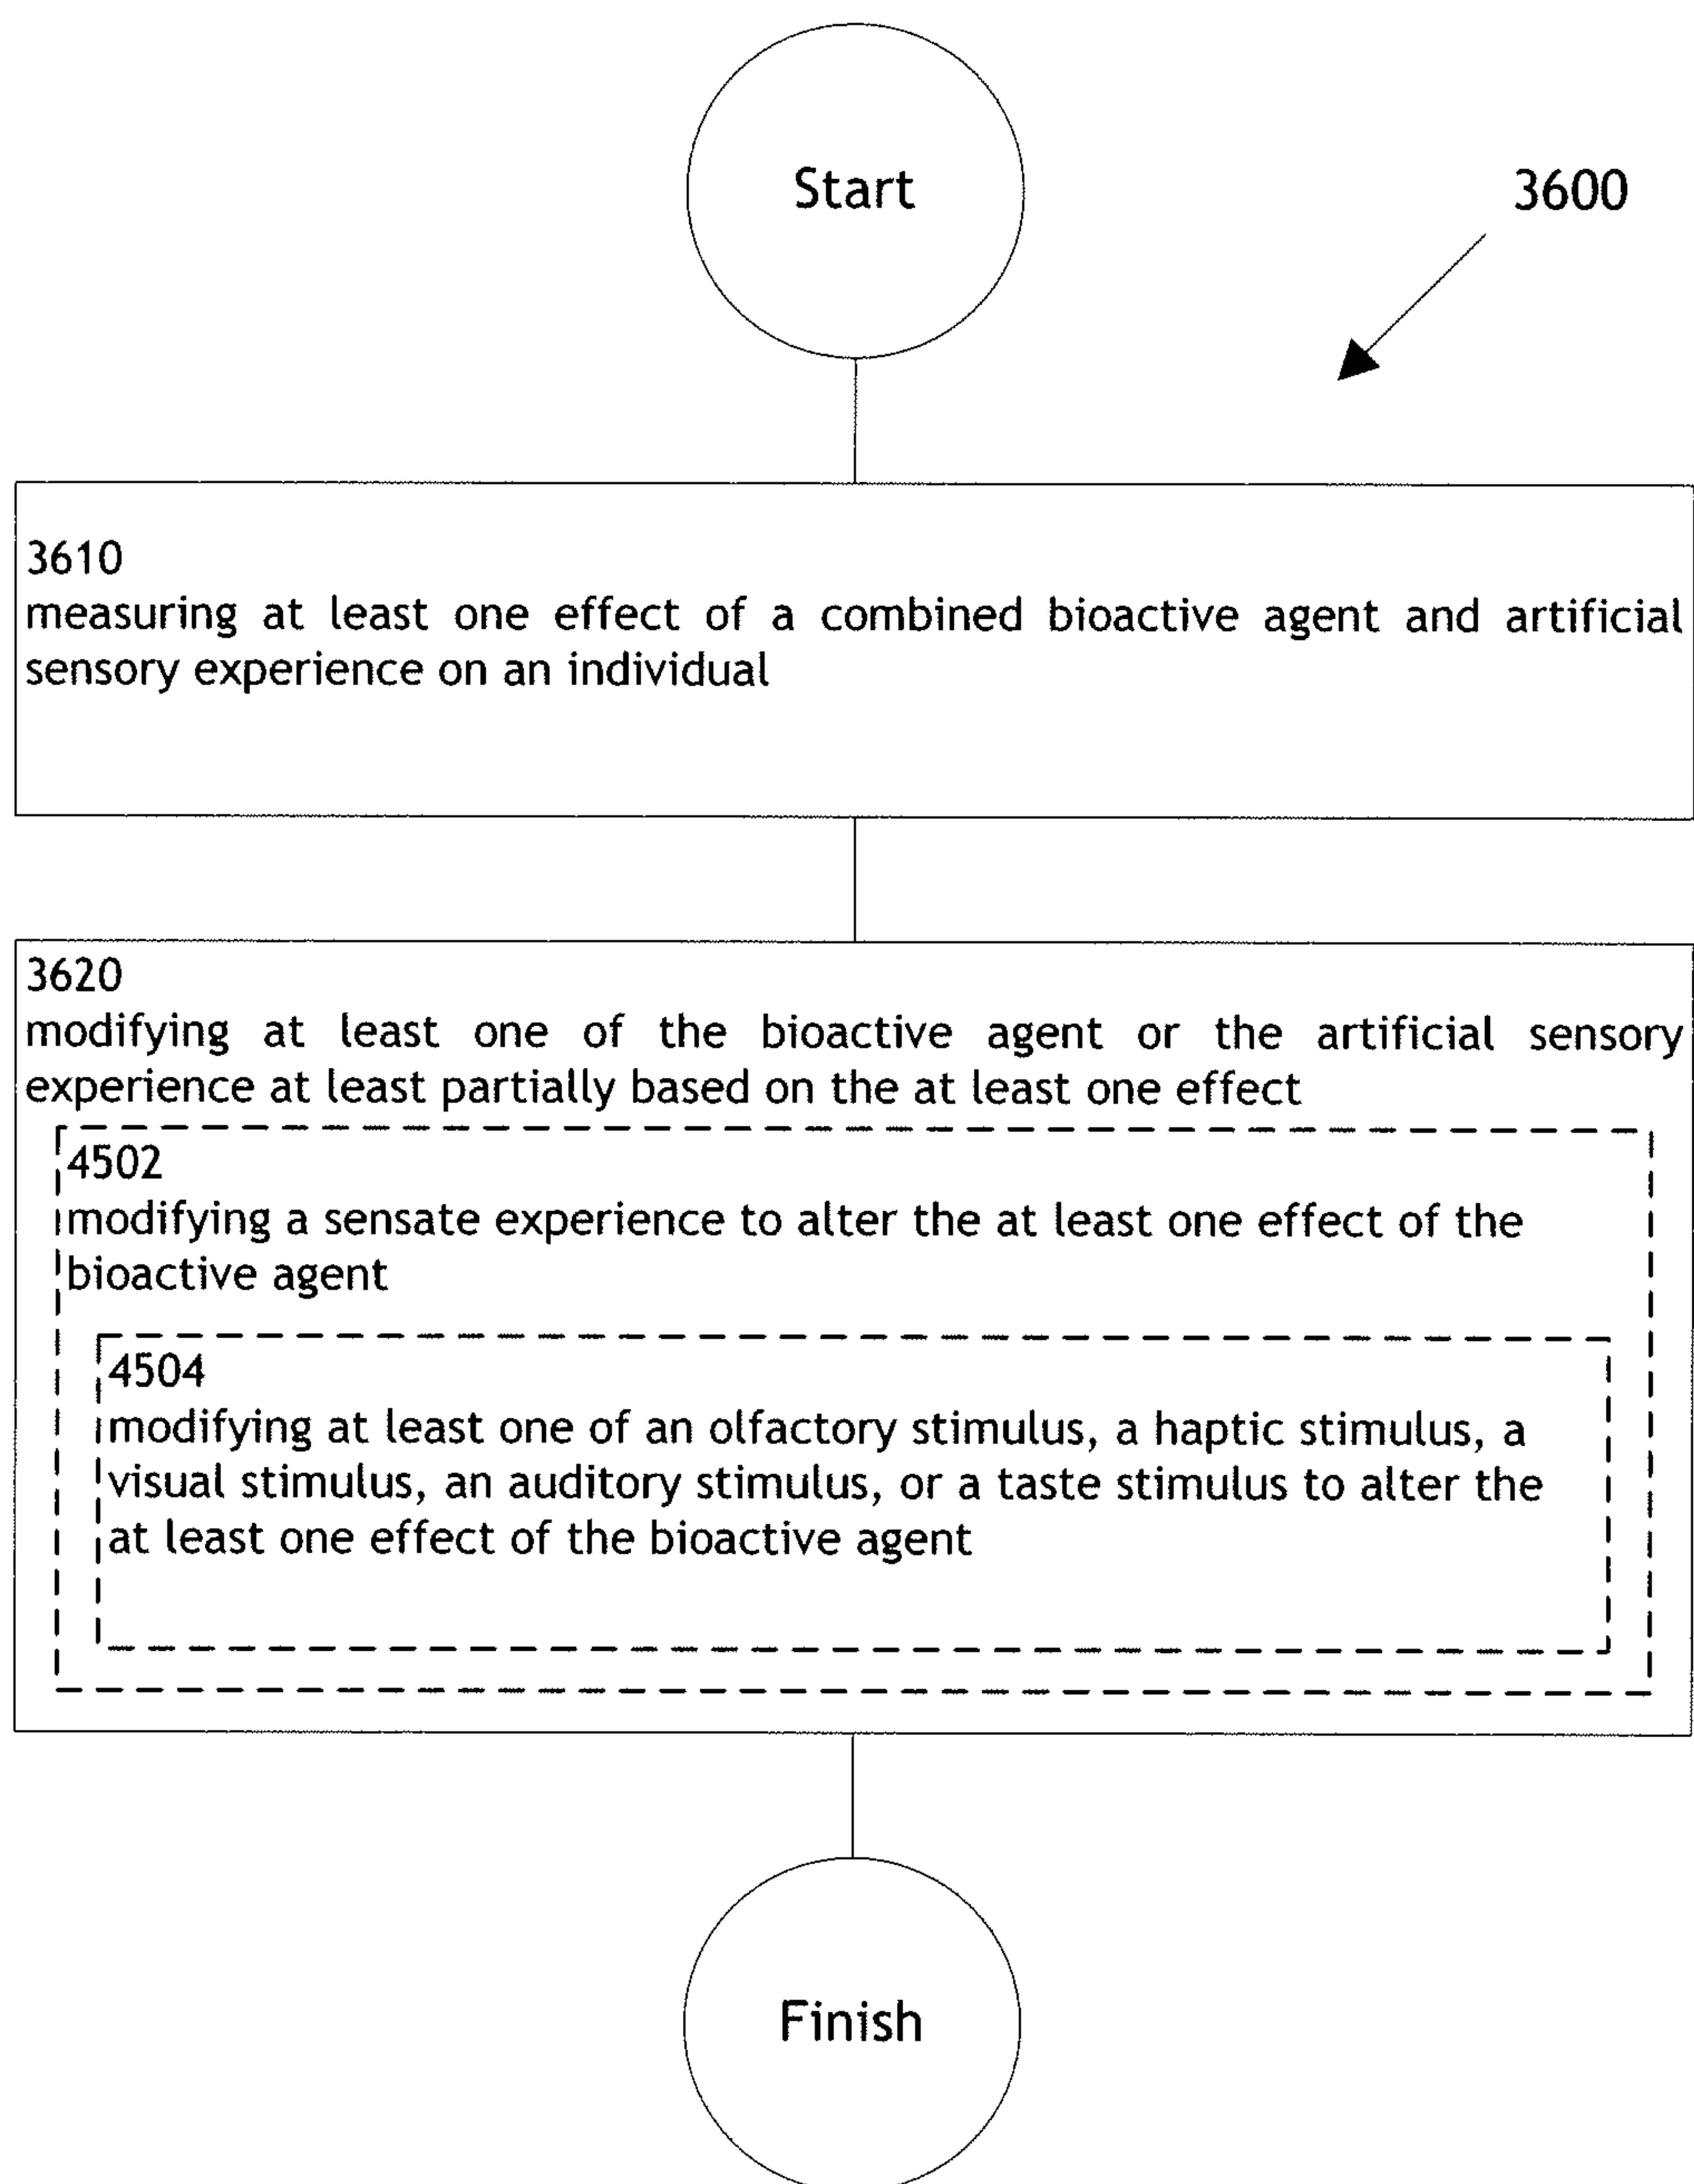 Start
3600
3610
measuring at least one effect of a combined bioactive agent and artificial
sensory experience on an individual
3620
modifying at least one of the bioactive agent or the artificial sensory
experience at least partially based on the at least one effect
4502
modifying a sensate experience to alter the at least one effect of the
bioactive agent
4504
modifying at least one of an olfactory stimulus, a haptic stimulus, a
visual stimulus, an auditory stimulus, or a taste stimulus to alter the
at least one effect of the bioactive agent
Finish